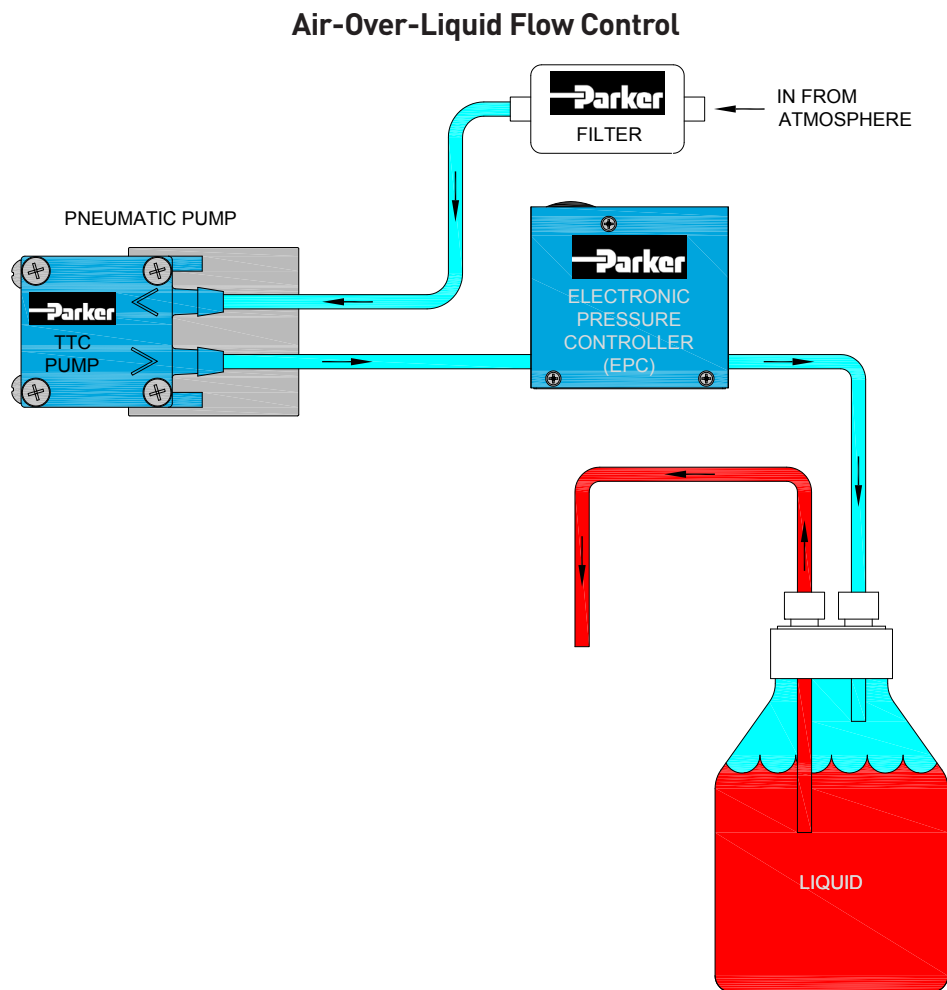 Air-Over-Liquid Flow Control
Parker
FILTER
IN FROM
ATMOSPHERE
PNEUMATIC PUMP
Parker
TTC
PUMP
Parker
ELECTRONIC
PRESSURE
CONTROLLER
(EPC)
LIQUID